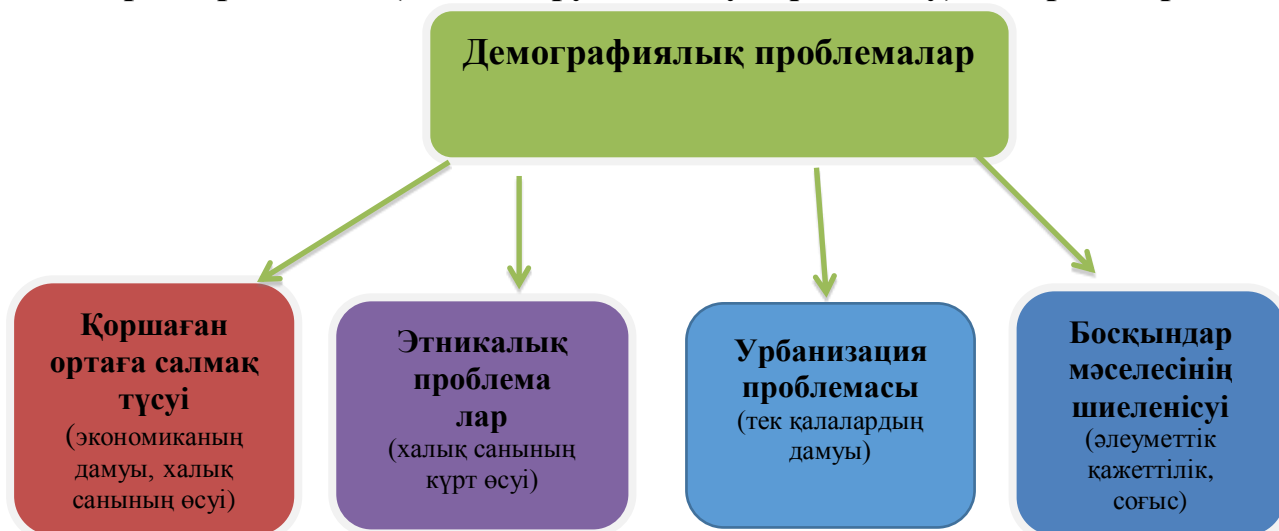 Демографиялық проблемалар
Қоршаған
ортаға салмақ
түсуі
(экономиканың
дамуы, халық
санының өсуі)
Этникалық
проблема
лар
(халық санының
күрт өсуі)
Урбанизация
проблемасы
(тек қалалардың
дамуы)
Босқындар
мәселесінің
шиеленісуі
(әлеуметтік
қажеттілік,
соғыс)